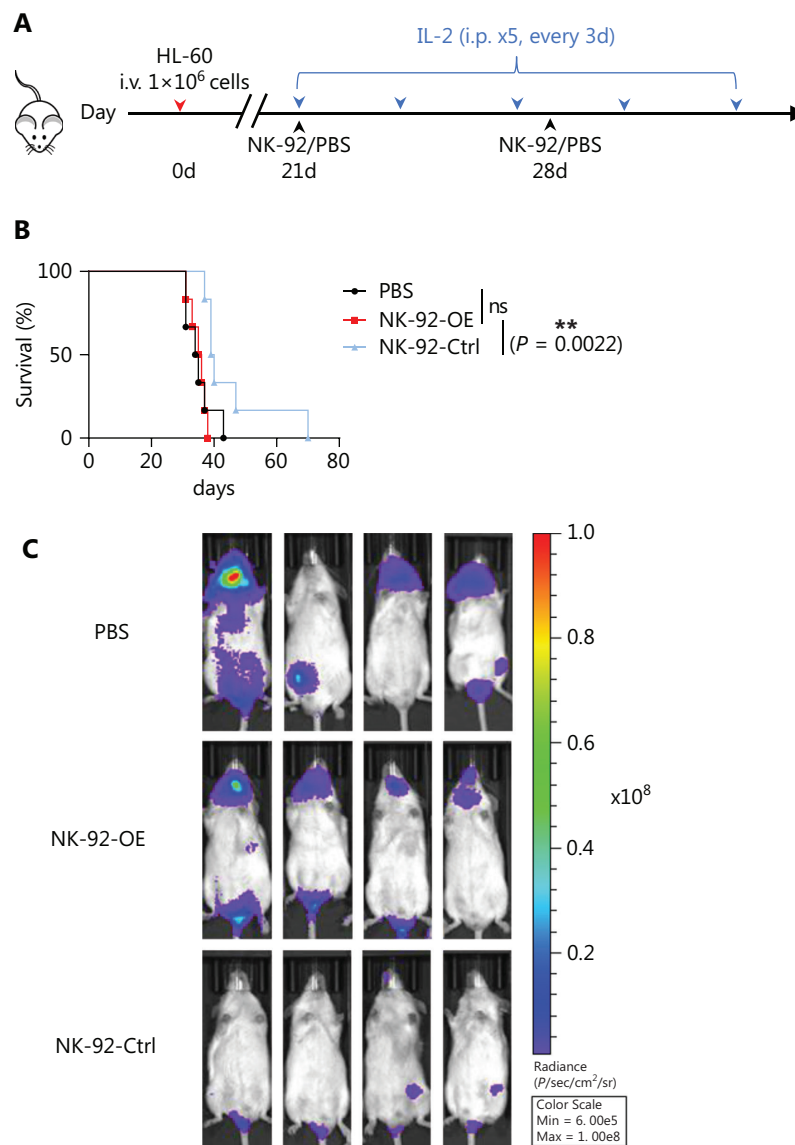 A
HL-60
i.v. 1×10⁶ cells
IL-2 (i.p. x5, every 3d)
Day
NK-92/PBS
NK-92/PBS
0d
21d
28d
B
Survival (%)
100
50
0
0
20
40
60
80
days
PBS
NK-92-OE
NK-92-Ctrl
ns
**
(P = 0.0022)
C
PBS
NK-92-OE
NK-92-Ctrl
1.0
0.8
0.6
x10⁸
0.4
0.2
Radiance
(P/sec/cm²/sr)
Color Scale
Min = 6. 00e5
Max = 1. 00e8